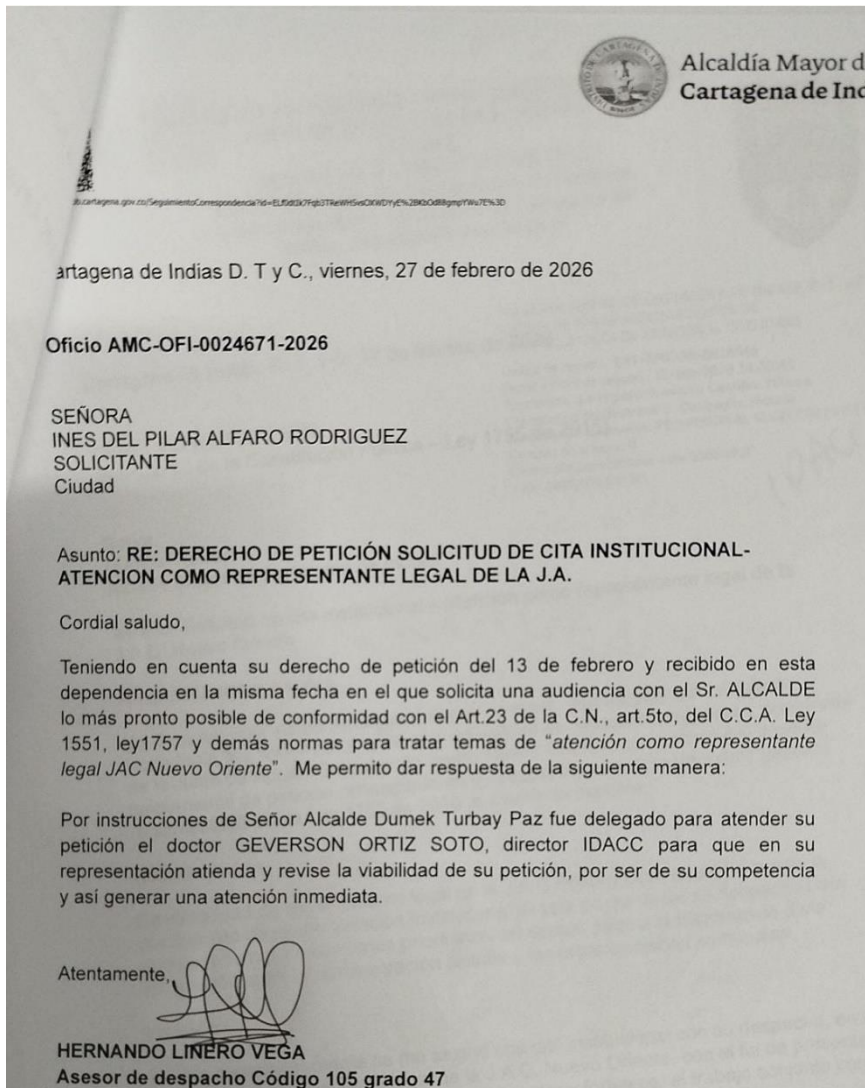 Alcaldía Mayor d
Cartagena de Ind
artagena de Indias D. T y C., viernes, 27 de febrero de 2026
Oficio AMC-OFI-0024671-2026
SEÑORA
INES DEL PILAR ALFARO RODRIGUEZ
SOLICITANTE
Ciudad
Asunto: RE: DERECHO DE PETICIÓN SOLICITUD DE CITA INSTITUCIONAL-
ATENCION COMO REPRESENTANTE LEGAL DE LA J.A.
Cordial saludo,
Teniendo en cuenta su derecho de petición del 13 de febrero y recibido en esta
dependencia en la misma fecha en el que solicita una audiencia con el Sr. ALCALDE
lo más pronto posible de conformidad con el Art.23 de la C.N., art.5to, del C.C.A. Ley
1551, ley1757 y demás normas para tratar temas de “atención como representante
legal JAC Nuevo Oriente”. Me permito dar respuesta de la siguiente manera:
Por instrucciones de Señor Alcalde Dumek Turbay Paz fue delegado para atender su
petición el doctor GEVERSON ORTIZ SOTO, director IDACC para que en su
representación atienda y revise la viabilidad de su petición, por ser de su competencia
y así generar una atención inmediata.
Atentamente,
HERNANDO LINERO VEGA
Asesor de despacho Código 105 grado 47